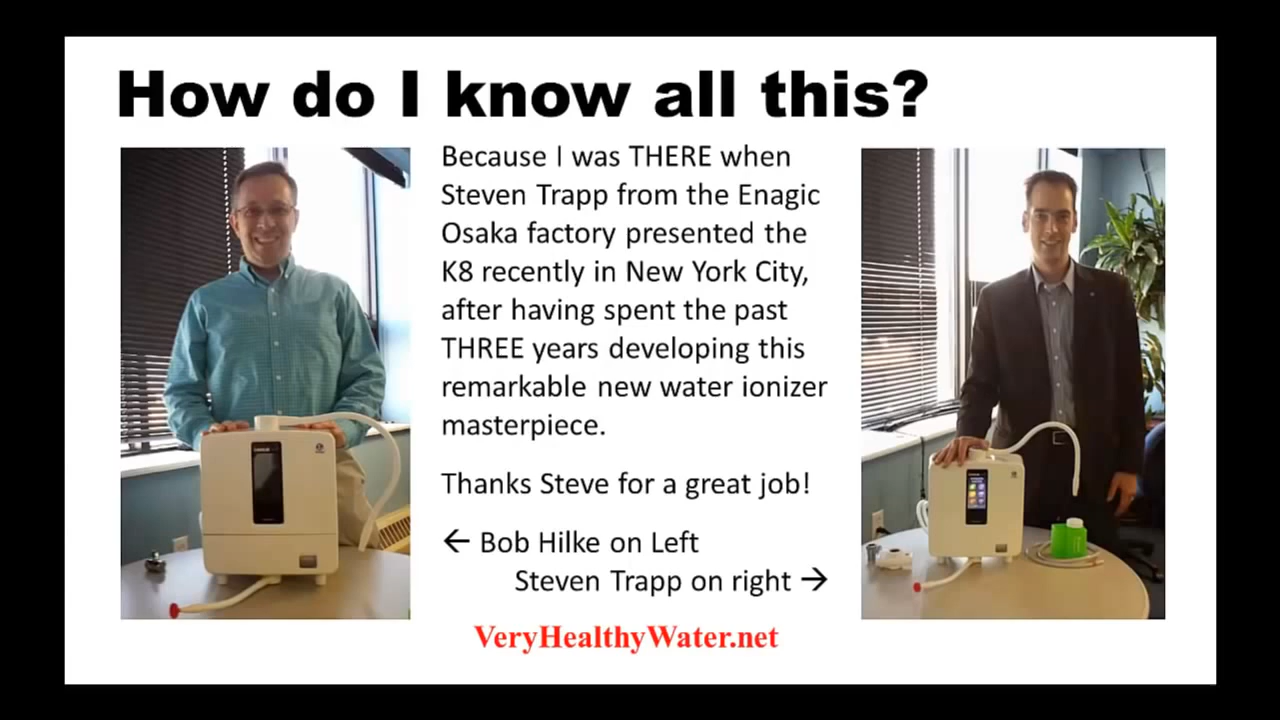 How do I know all this?
Because I was THERE when
Steven Trapp from the Enagic
Osaka factory presented the
K8 recently in New York City,
after having spent the past
THREE years developing this
remarkable new water ionizer
masterpiece.
Thanks Steve for a great job!
← Bob Hilke on Left
Steven Trapp on right →
VeryHealthyWater.net